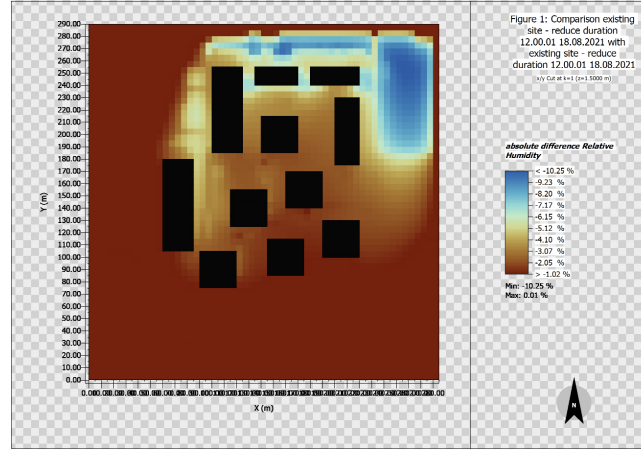 Figure 1: Comparison existing
site - reduce duration
12.00.01 18.08.2021 with
existing site - reduce
duration 12.00.01 18.08.2021
x/y Cut at k=1 (z=1.5000 m)
absolute difference Relative
Humidity
< -10.25 %
-9.23 %
-8.20 %
-7.17 %
-6.15 %
-5.12 %
-4.10 %
-3.07 %
-2.05 %
> -1.02 %
Min: -10.25 %
Max: 0.01 %
N
290.00
280.00
270.00
260.00
250.00
240.00
230.00
220.00
210.00
200.00
190.00
180.00
170.00
160.00
150.00
140.00
130.00
120.00
110.00
100.00
90.00
80.00
70.00
60.00
50.00
40.00
30.00
20.00
10.00
0.00
Y (m)
X (m)